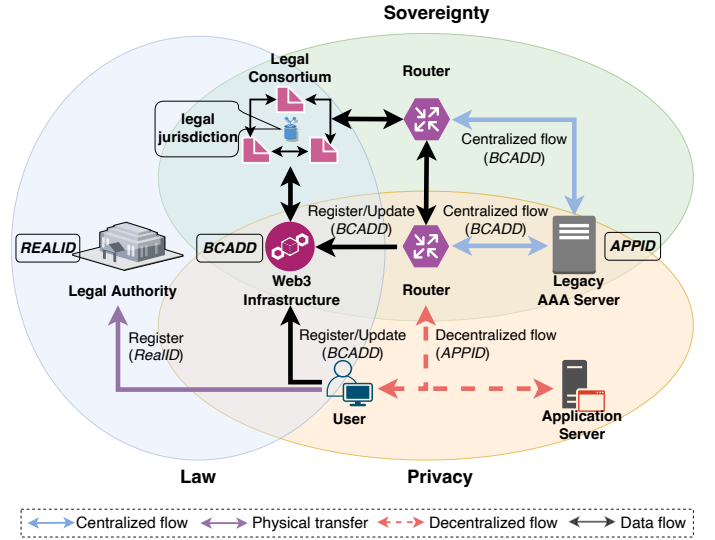 Sovereignty
Legal
Consortium
Router
legal
jurisdiction
Centralized flow
(BCADD)
Register/Update
(BCADD)
Centralized flow
(BCADD)
REALID
BCADD
APPID
Legal Authority
Web3
Infrastructure
Router
Legacy
AAA Server
Register
(RealID)
Register/Update
(BCADD)
Decentralized flow
(APPID)
User
Application
Server
Law
Privacy
Centralized flow
Physical transfer
Decentralized flow
Data flow